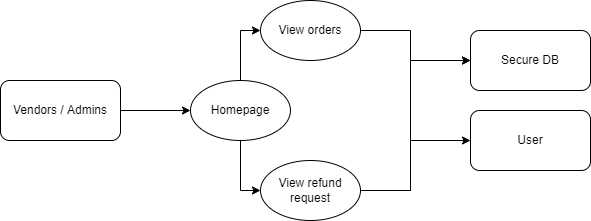 View orders
Secure DB
Vendors / Admins
Homepage
User
View refund
request